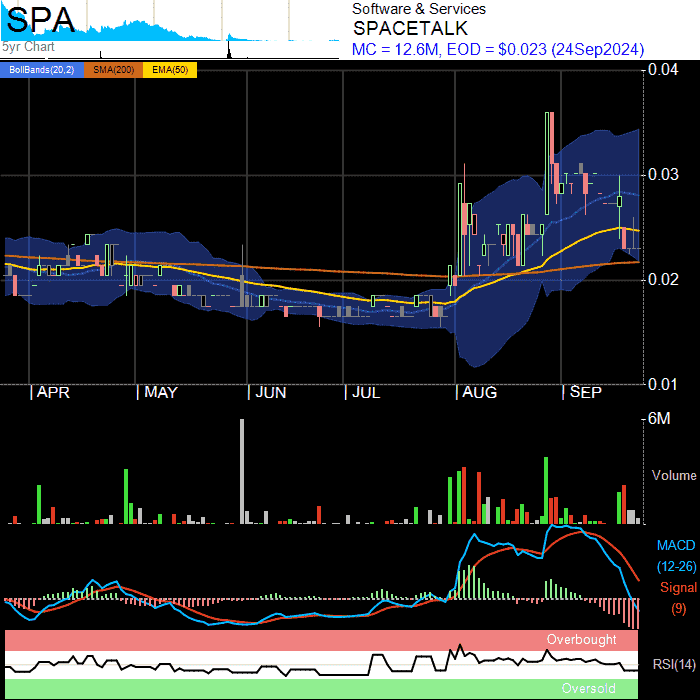 SPA
5yr Chart
Software & Services
SPACETALK
MC = 12.6M, EOD = $0.023 (24Sep2024)
BollBands(20,2) SMA(200) EMA(50)
0.04
0.03
0.02
0.01
APR MAY JUN JUL AUG SEP
6M
Volume
MACD
(12-26)
Signal
(9)
Overbought
RSI(14)
Oversold